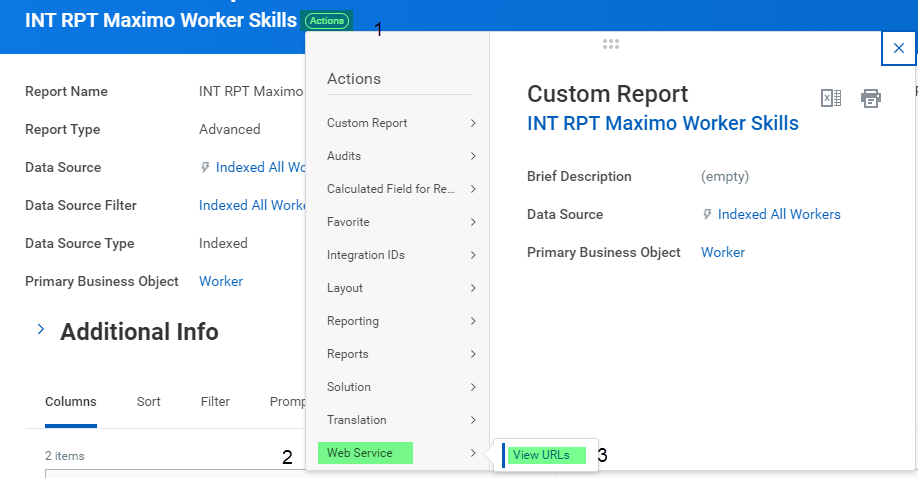 INT RPT Maximo Worker Skills Actions
1
Report Name INT RPT Maximo
Report Type Advanced
Data Source Indexed All Wo
Data Source Filter Indexed All Work
Data Source Type Indexed
Primary Business Object Worker
Additional Info
Columns Sort Filter Promp
2 items
2
Actions
Custom Report
Audits
Calculated Field for Re...
Favorite
Integration IDs
Layout
Reporting
Reports
Solution
Translation
Web Service
View URLs
3
Custom Report
INT RPT Maximo Worker Skills
Brief Description (empty)
Data Source Indexed All Workers
Primary Business Object Worker